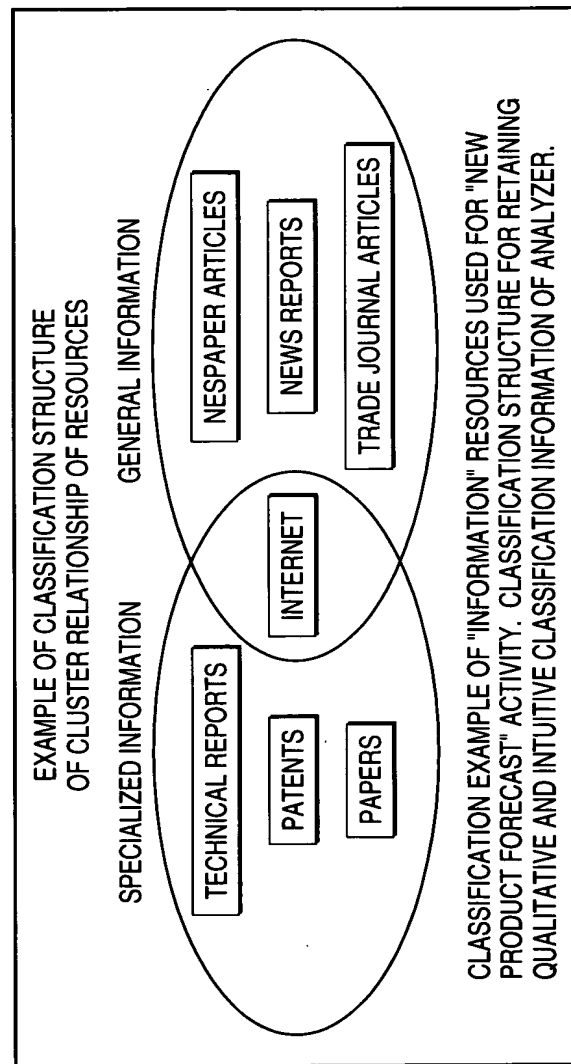 EXAMPLE OF CLASSIFICATION STRUCTURE
OF CLUSTER RELATIONSHIP OF RESOURCES
SPECIALIZED INFORMATION
GENERAL INFORMATION
TECHNICAL REPORTS
PATENTS
PAPERS
INTERNET
NESPAPER ARTICLES
NEWS REPORTS
TRADE JOURNAL ARTICLES
CLASSIFICATION EXAMPLE OF "INFORMATION" RESOURCES USED FOR "NEW
PRODUCT FORECAST" ACTIVITY. CLASSIFICATION STRUCTURE FOR RETAINING
QUALITATIVE AND INTUITIVE CLASSIFICATION INFORMATION OF ANALYZER.